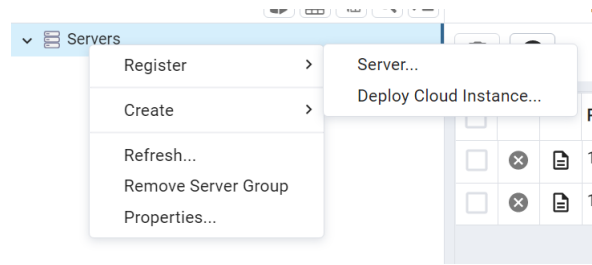 Servers
Register
Server...
Deploy Cloud Instance...
Create
Refresh...
Remove Server Group
Properties...